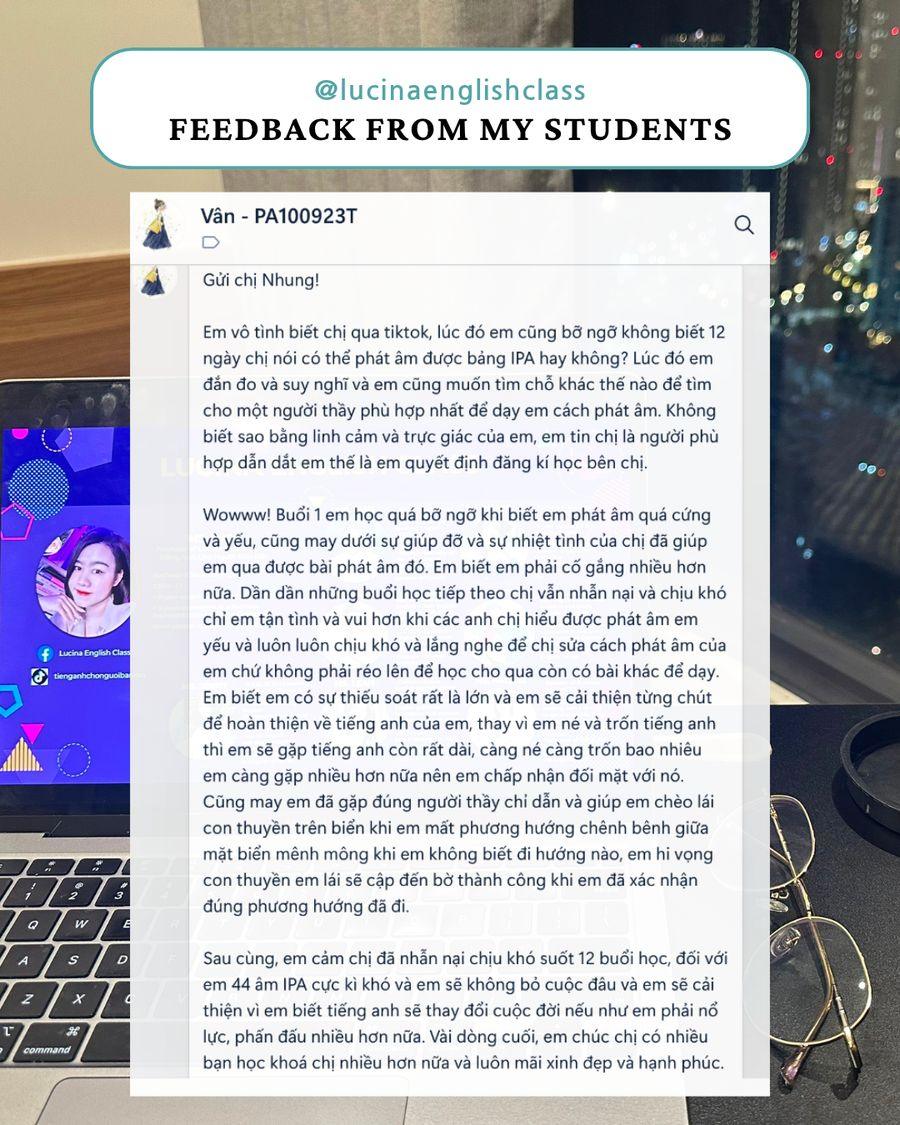 @lucinaenglishclass
FEEDBACK FROM MY STUDENTS
Vân - PA100923T
Gửi chị Nhung!
Em vô tình biết chị qua tiktok, lúc đó em cũng bỡ ngỡ không biết 12
ngày chị nói có thể phát âm được bảng IPA hay không? Lúc đó em
đắn đo và suy nghĩ và em cũng muốn tìm chỗ khác thế nào để tìm
cho một người thầy phù hợp nhất để dạy em cách phát âm. Không
biết sao bằng linh cảm và trực giác của em, em tin chị là người phù
hợp dẫn dắt em thế là em quyết định đăng kí học bên chị.
Wowww! Buổi 1 em học quá bỡ ngỡ khi biết em phát âm quá cứng
và yếu, cũng may dưới sự giúp đỡ và sự nhiệt tình của chị đã giúp
em qua được bài phát âm đó. Em biết em phải cố gắng nhiều hơn
nữa. Dần dần những buổi học tiếp theo chị vẫn nhẫn nại và chịu khó
chỉ em tận tình và vui hơn khi các anh chị hiểu được phát âm em
yếu và luôn luôn chịu khó và lắng nghe để chị sửa cách phát âm của
em chứ không phải réo lên để học cho qua còn có bài khác để dạy.
Em biết em có sự thiếu soát rất là lớn và em sẽ cải thiện từng chút
để hoàn thiện về tiếng anh của em, thay vì em né và trốn tiếng anh
thì em sẽ gặp tiếng anh còn rất dài, càng né càng trốn bao nhiêu
em càng gặp nhiều hơn nữa nên em chấp nhận đối mặt với nó.
Cũng may em đã gặp đúng người thầy chỉ dẫn và giúp em chèo lái
con thuyền trên biển khi em mất phương hướng chênh bênh giữa
mặt biển mênh mông khi em không biết đi hướng nào, em hi vọng
con thuyền em lái sẽ cập đến bờ thành công khi em đã xác nhận
đúng phương hướng đã đi.
Sau cùng, em cảm chị đã nhẫn nại chịu khó suốt 12 buổi học, đối với
em 44 âm IPA cực kì khó và em sẽ không bỏ cuộc đâu và em sẽ cải
thiện vì em biết tiếng anh sẽ thay đổi cuộc đời nếu như em phải nổ
lực, phấn đấu nhiều hơn nữa. Vài dòng cuối, em chúc chị có nhiều
bạn học khoá chị nhiều hơn nữa và luôn mãi xinh đẹp và hạnh phúc.
Lucina English Class
! 1
@ 2
# 3
Q
W
A
S
D
Z
X
⌥
⌘
command